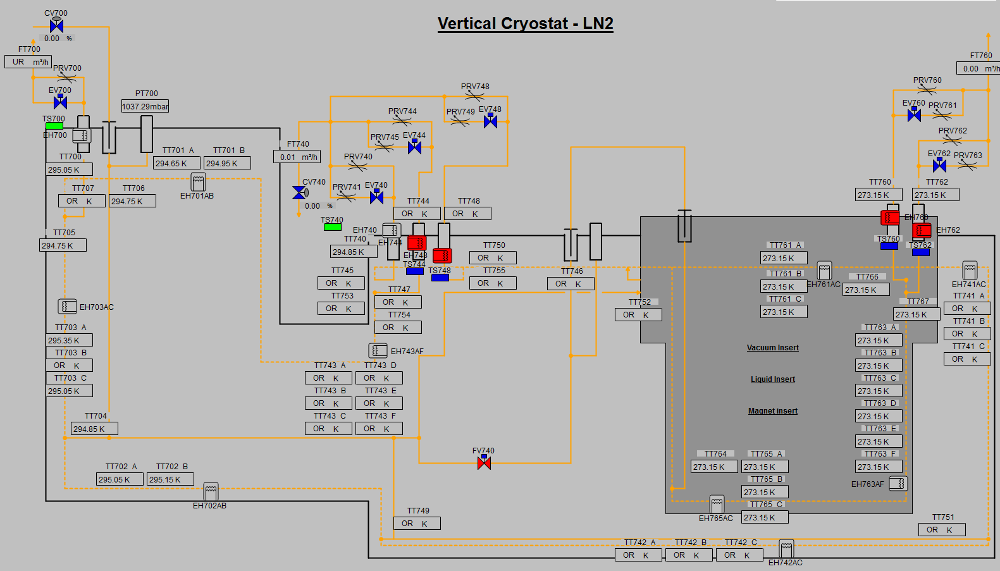 Vertical Cryostat - LN2
CV700
0.00 %
FT700
UR m³/h
PRV700
EV700
PT700
1037.29mbar
TS700
EH700
TT700
295.05 K
TT701 A
294.65 K
TT701 B
294.95 K
EH701AB
TT707
OR K
TT706
294.75 K
TT705
294.75 K
EH703AC
TT703 A
295.35 K
TT703 B
OR K
TT703 C
295.05 K
TT704
294.85 K
TT702 A
295.05 K
TT702 B
295.15 K
EH702AB
FT740
0.01 m³/h
CV740
0.00 %
PRV748
PRV749
EV748
PRV744
PRV745
EV744
PRV740
PRV741
EV740
TS740
TT744
OR K
TT748
OR K
EH740
EH744
EH748
TT740
294.85 K
TS744
TS748
TT750
OR K
TT755
OR K
TT745
OR K
TT753
OR K
TT747
OR K
TT754
OR K
EH743AF
TT743 A
OR K
TT743 D
OR K
TT743 B
OR K
TT743 E
OR K
TT743 C
OR K
TT743 F
OR K
TT746
OR K
TT752
OR K
FV740
TT749
OR K
FT760
0.00 m³/h
PRV760
EV760
PRV761
PRV762
EV762
PRV763
TT760
273.15 K
TT762
273.15 K
EH760
EH762
TS760
TS762
TT761 A
273.15 K
TT761 B
273.15 K
TT761 C
273.15 K
EH761AC
TT766
273.15 K
TT767
273.15 K
EH741AC
TT741 A
OR K
TT741 B
OR K
TT741 C
OR K
Vacuum Insert
Liquid Insert
Magnet insert
TT763 A
273.15 K
TT763 B
273.15 K
TT763 C
273.15 K
TT763 D
273.15 K
TT763 E
273.15 K
TT763 F
273.15 K
EH763AF
TT764
273.15 K
TT765 A
273.15 K
TT765 B
273.15 K
TT765 C
273.15 K
EH765AC
TT751
OR K
TT742 A
OR K
TT742 B
OR K
TT742 C
OR K
EH742AC